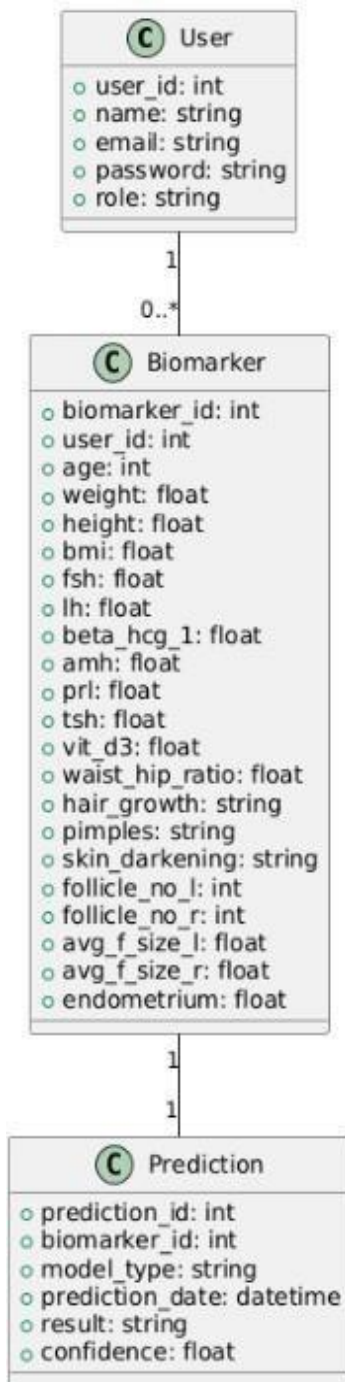 C User
user_id: int
name: string
email: string
password: string
role: string
1
0..*
C Biomarker
biomarker_id: int
user_id: int
age: int
weight: float
height: float
bmi: float
fsh: float
lh: float
beta_hcg_1: float
amh: float
prl: float
tsh: float
vit_d3: float
waist_hip_ratio: float
hair_growth: string
pimples: string
skin_darkening: string
follicle_no_l: int
follicle_no_r: int
avg_f_size_l: float
avg_f_size_r: float
endometrium: float
1
1
C Prediction
prediction_id: int
biomarker_id: int
model_type: string
prediction_date: datetime
result: string
confidence: float